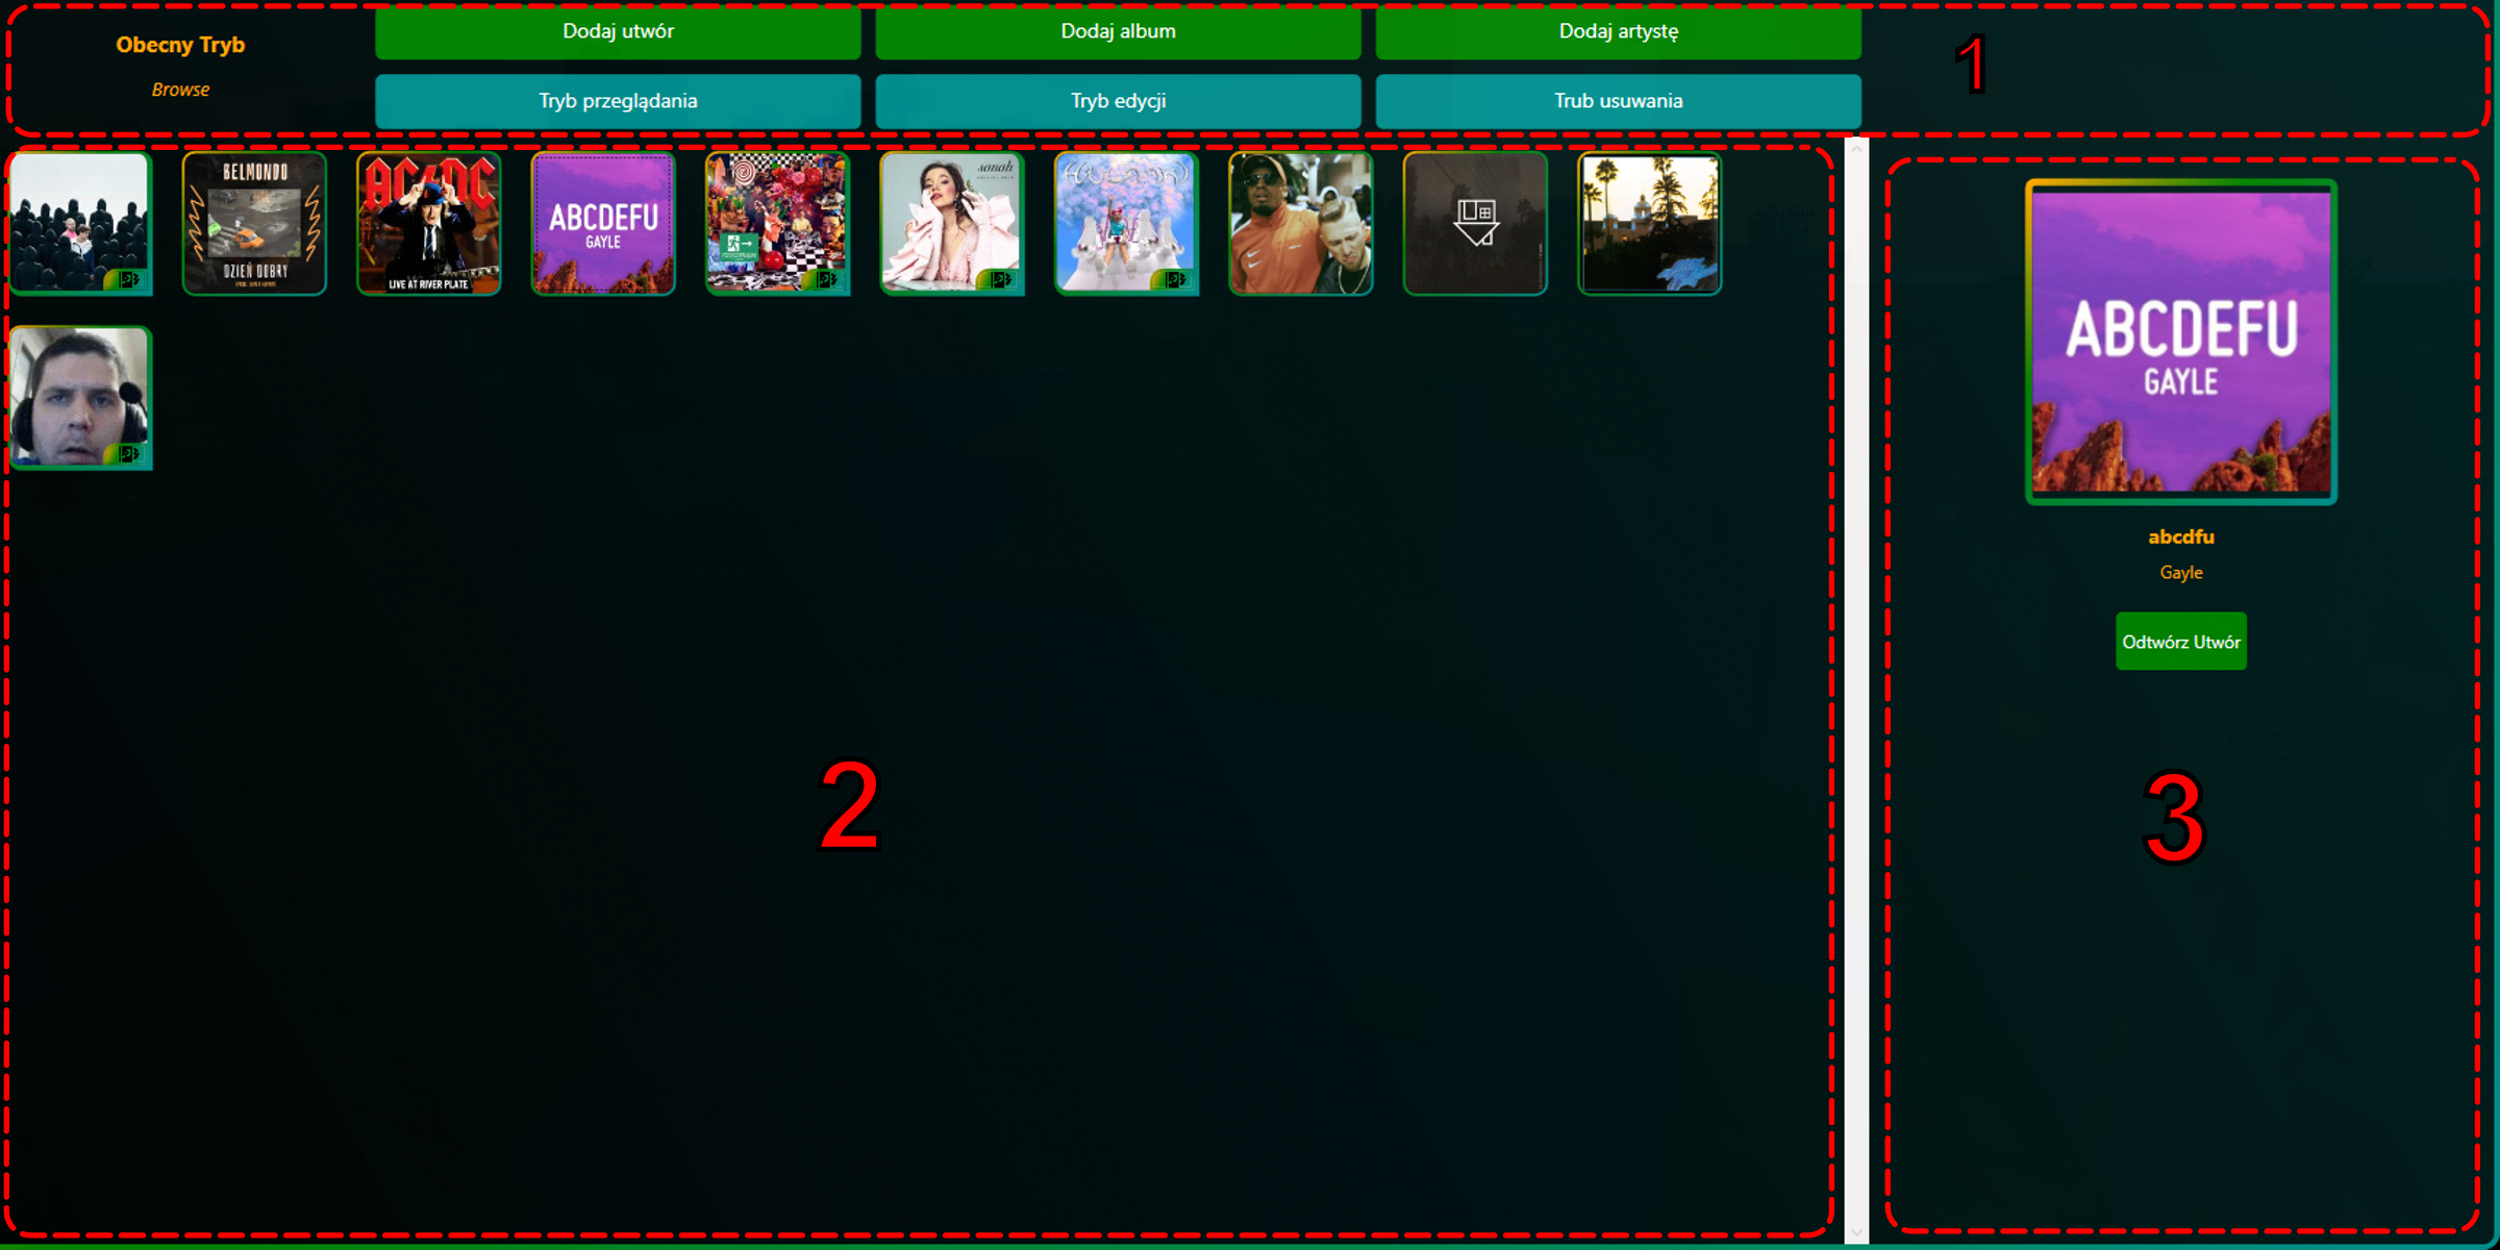 Obecny Tryb
Browse
Dodaj utwór
Dodaj album
Dodaj artystę
Tryb przeglądania
Tryb edycji
Trub usuwania
1
BELMONDO
DZIEŃ DOBRY
AC DC
LIVE AT RIVER PLATE
ABCDEFU
GAYLE
sanah
ABCDEFU
GAYLE
abcdfu
Gayle
Odtwórz Utwór
2
3